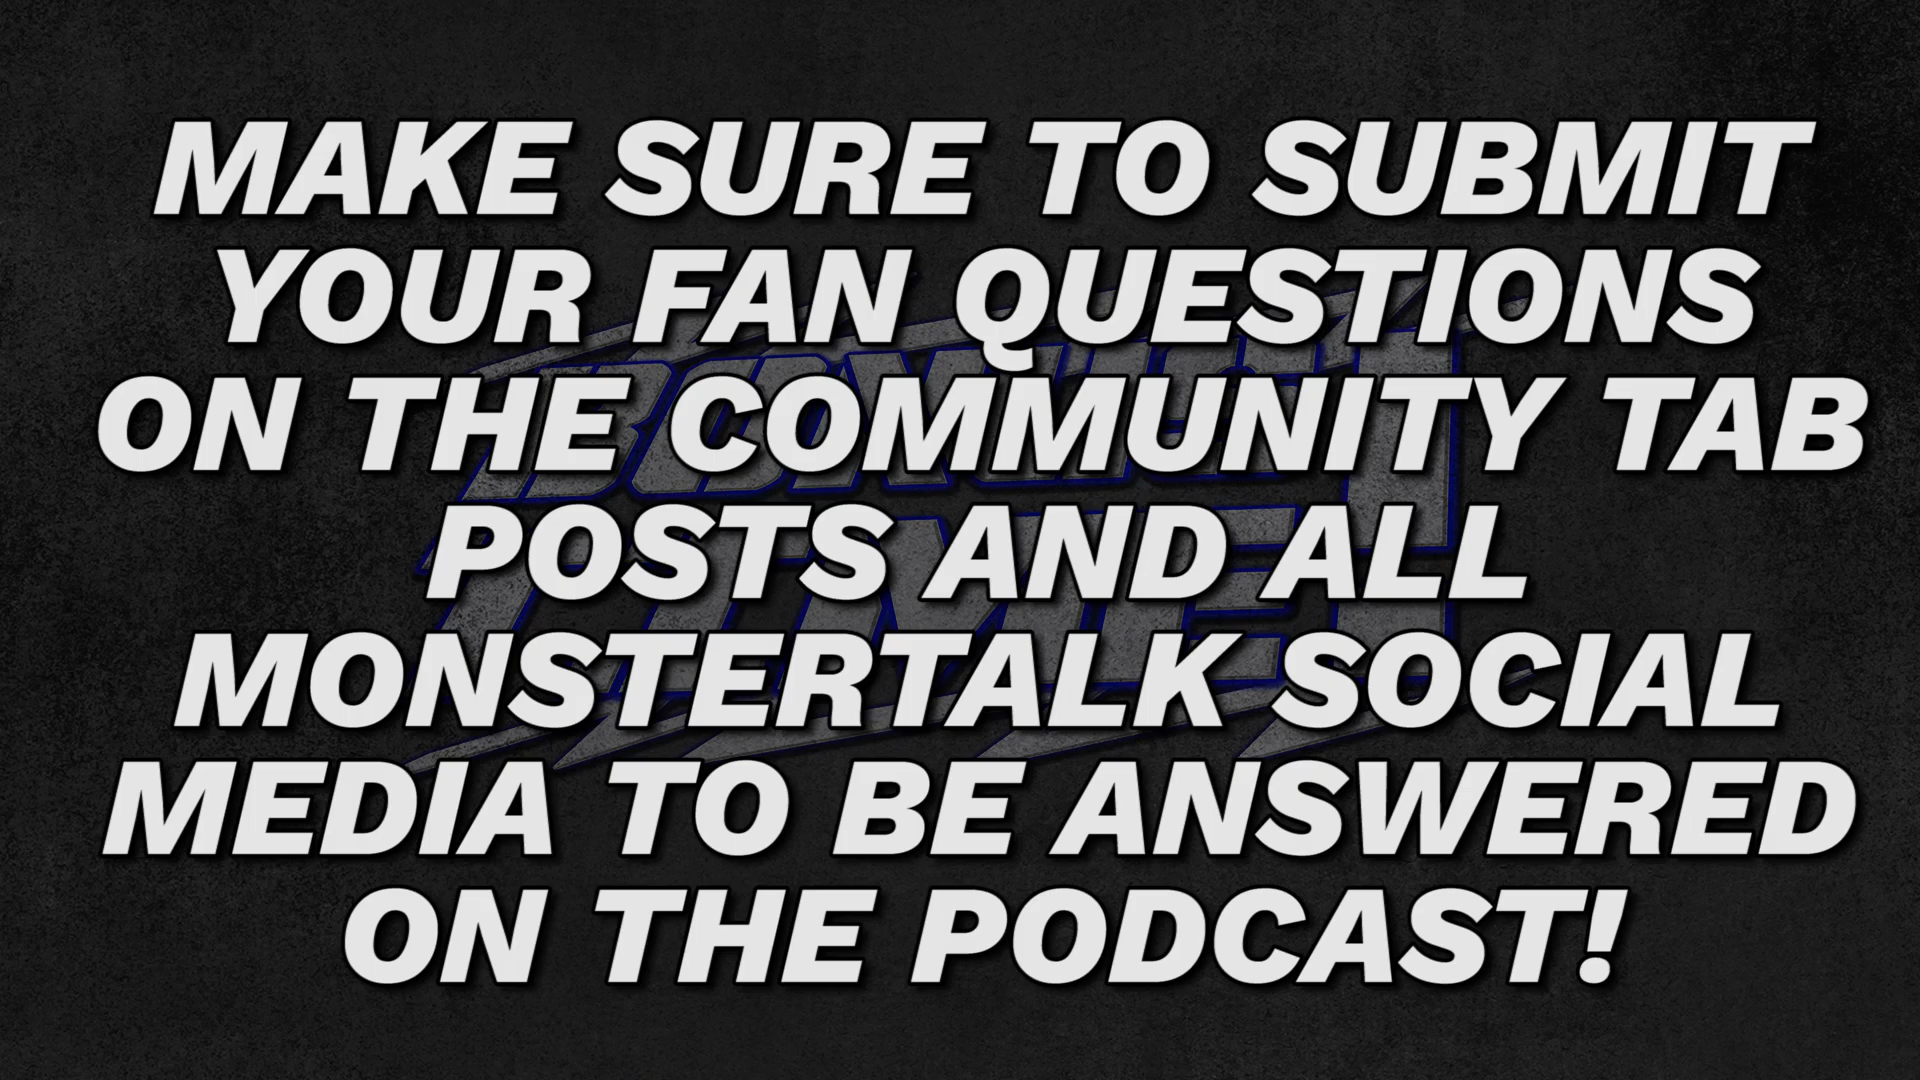 MAKE SURE TO SUBMIT
YOUR FAN QUESTIONS
ON THE COMMUNITY TAB
POSTS AND ALL
MONSTERTALK SOCIAL
MEDIA TO BE ANSWERED
ON THE PODCAST!